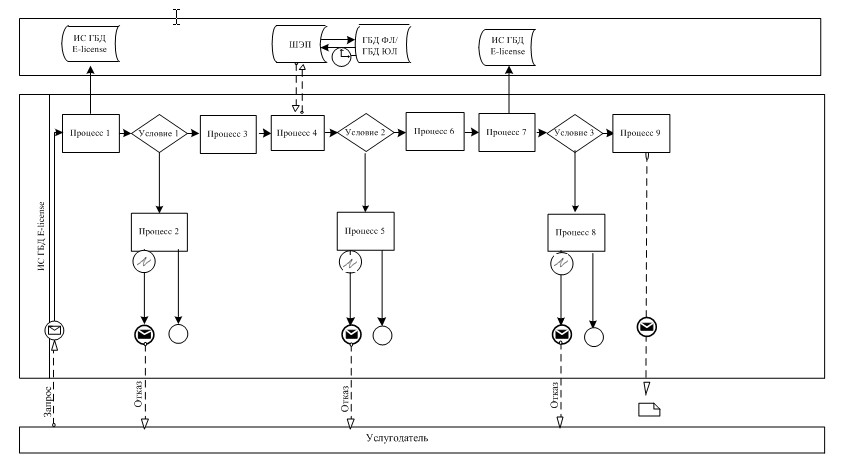 ИС ГБД
E-license
ШЭП
ГБД ФЛ/
ГБД ЮЛ
ИС ГБД
E-license
ИС ГБД E-license
Процесс 1
Условие 1
Процесс 3
Процесс 4
Условие 2
Процесс 6
Процесс 7
Условие 3
Процесс 9
Процесс 2
Процесс 5
Процесс 8
Запрос
Отказ
Отказ
Отказ
Услугодатель